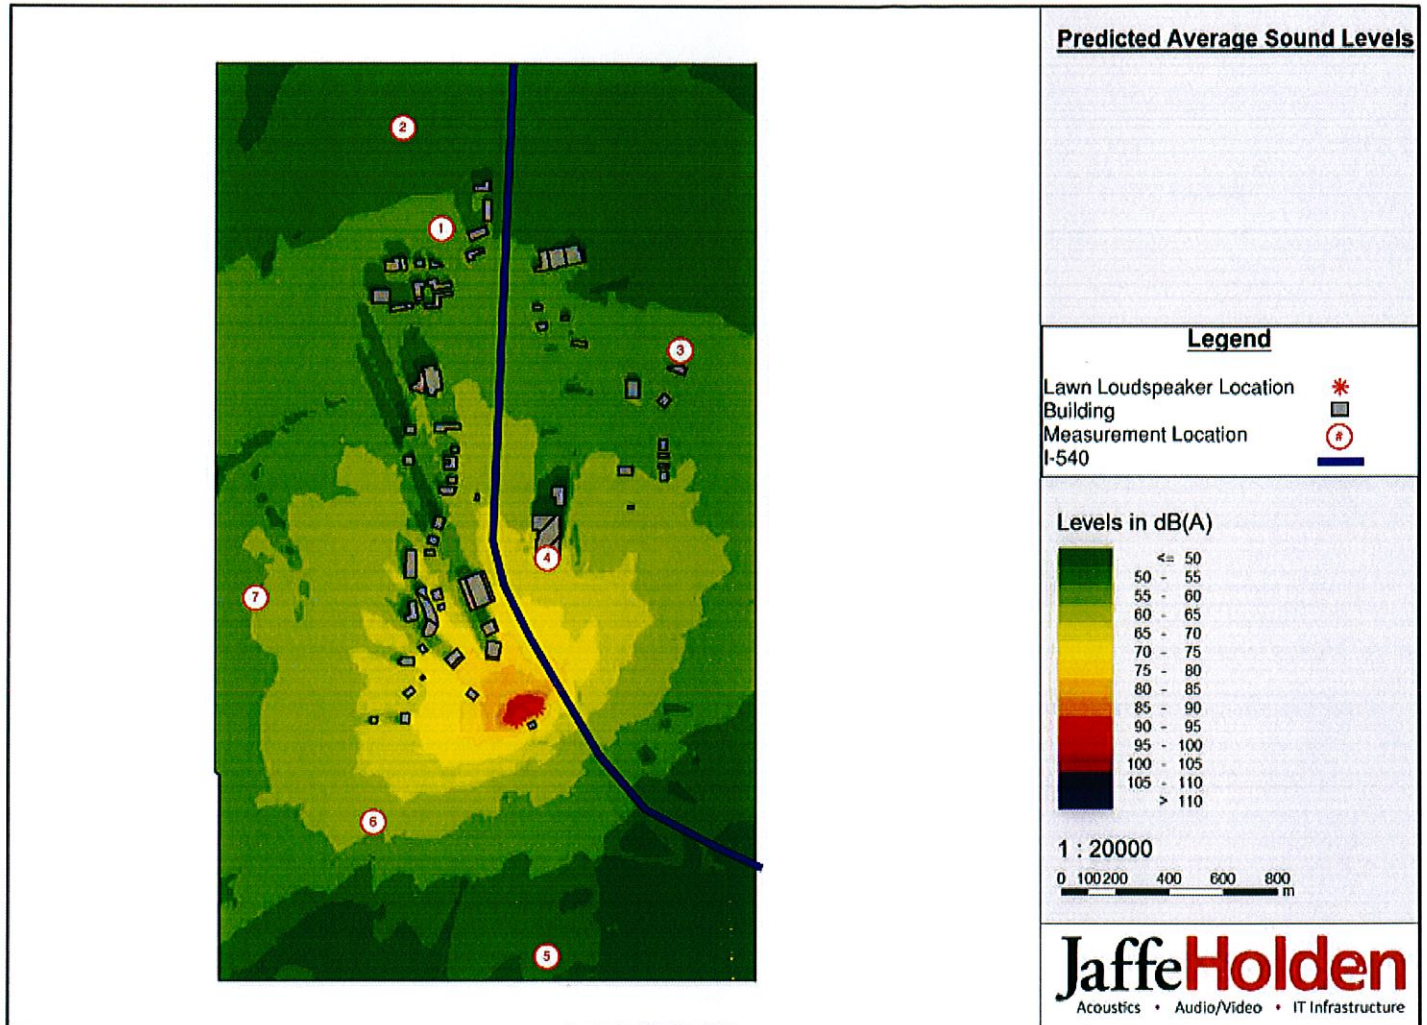 Predicted Average Sound Levels
2
1
3
4
7
6
5
Legend
Lawn Loudspeaker Location
Building
Measurement Location #
I-540
Levels in dB(A)
<= 50
50 - 55
55 - 60
60 - 65
65 - 70
70 - 75
75 - 80
80 - 85
85 - 90
90 - 95
95 - 100
100 - 105
105 - 110
> 110
1 : 20000
0 100 200 400 600 800
m
JaffeHolden
Acoustics • Audio/Video • IT Infrastructure